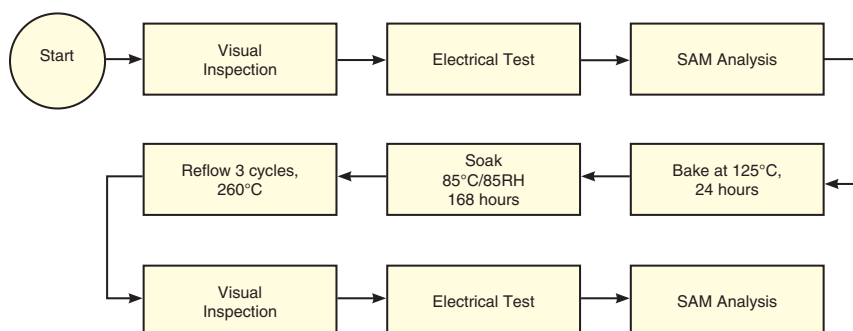 Start
Visual
Inspection
Electrical Test
SAM Analysis
Bake at 125°C,
24 hours
Soak
85°C/85RH
168 hours
Reflow 3 cycles,
260°C
Visual
Inspection
Electrical Test
SAM Analysis